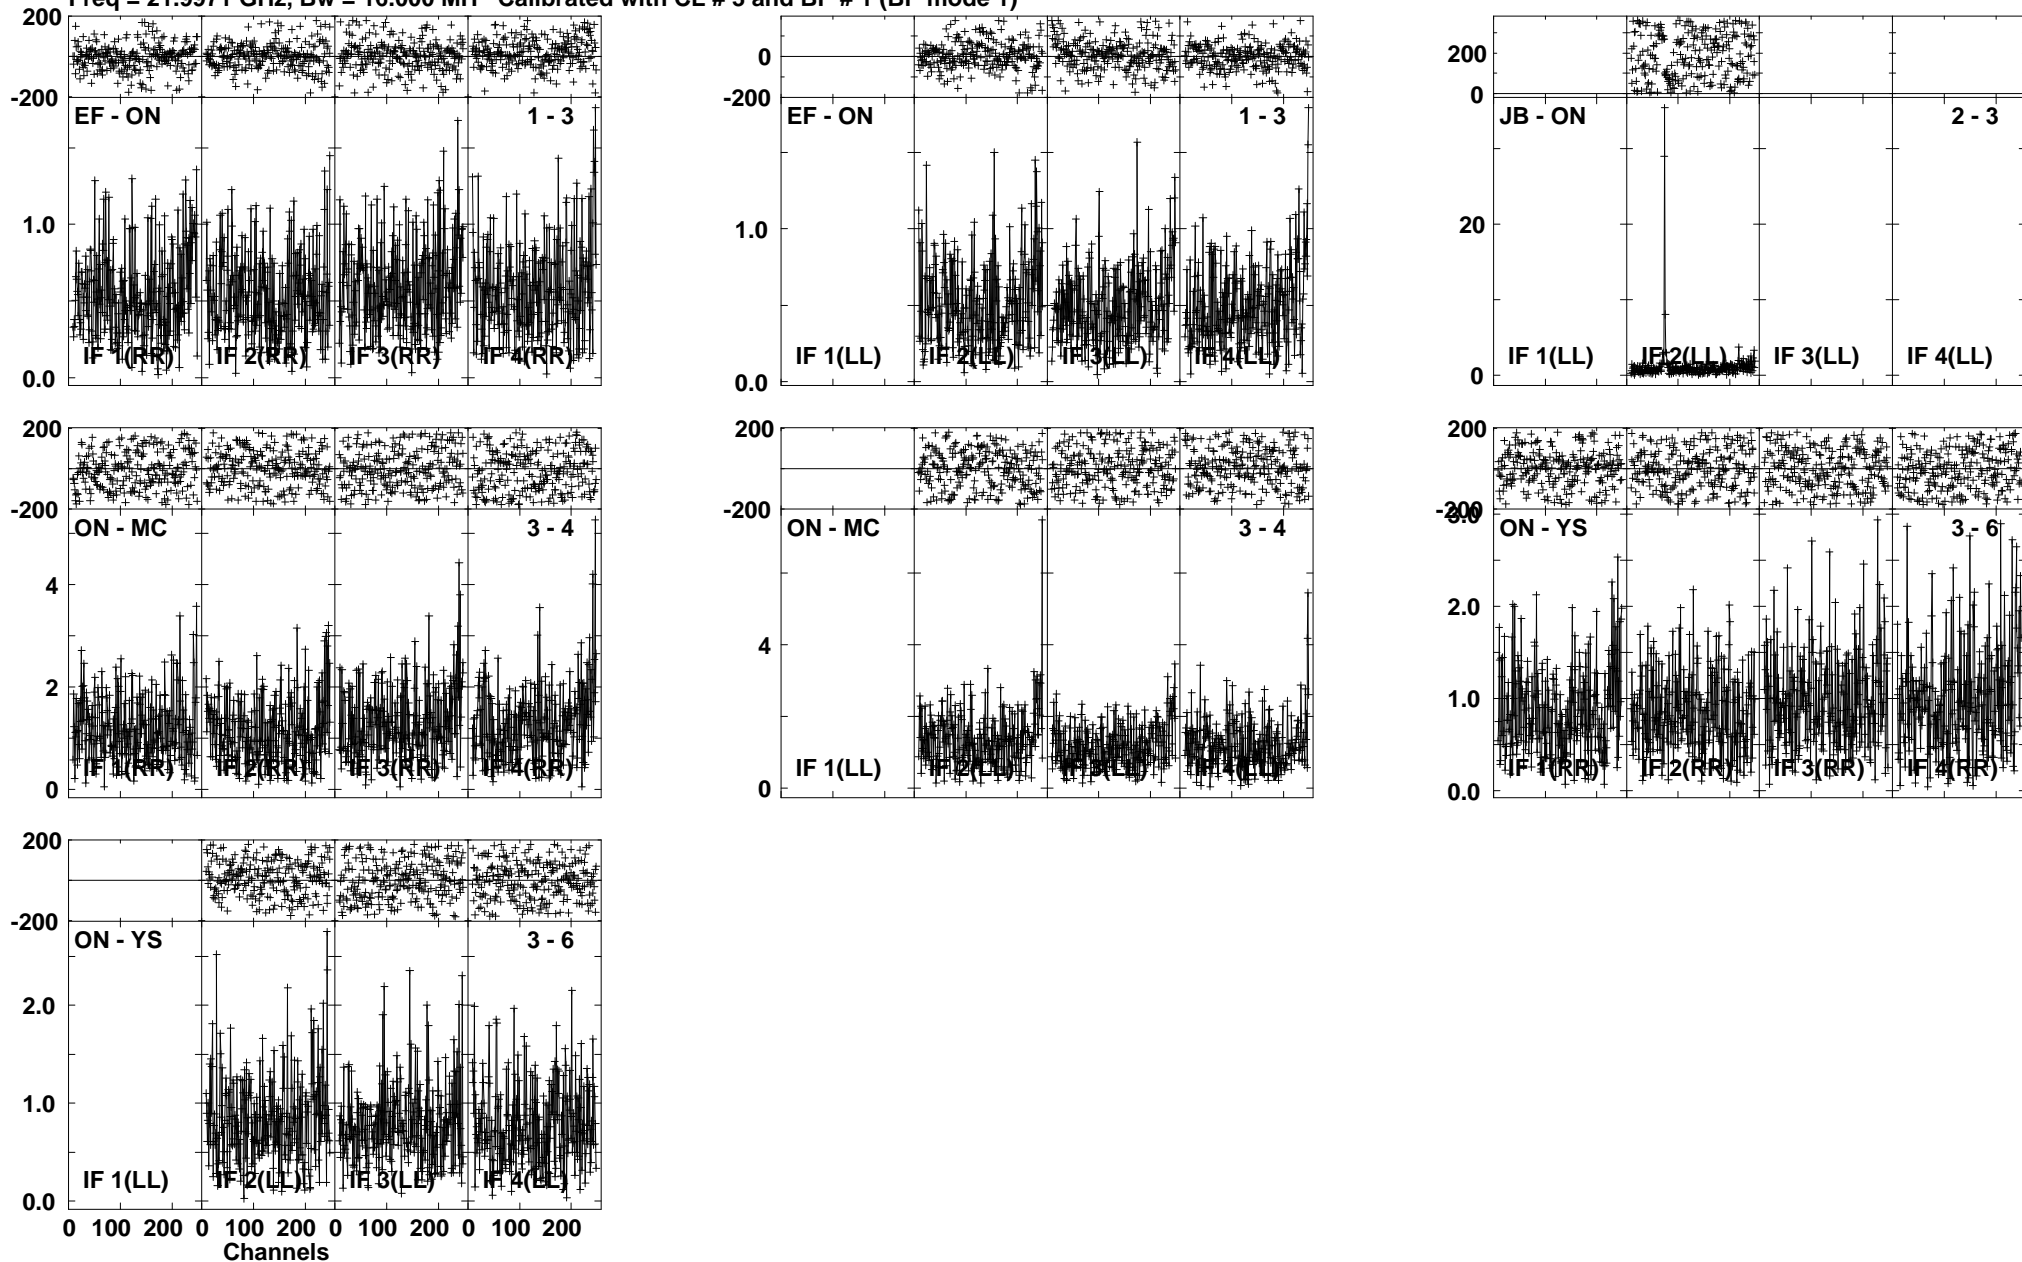 Freq = 21.9971 GHz, Bw = 16.000 MH Calibrated with CL # 3 and BP # 1 (BP mode 1)
200
-200
EF - ON 1 - 3
1.0
0.0
IF 1(RR) IF 2(RR) IF 3(RR) IF 4(RR)
0
-200
EF - ON 1 - 3
1.0
0.0
IF 1(LL) IF 2(LL) IF 3(LL) IF 4(LL)
200
0
JB - ON 2 - 3
20
0
IF 1(LL) IF 2(LL) IF 3(LL) IF 4(LL)
200
-200
ON - MC 3 - 4
4
2
0
IF 1(RR) IF 2(RR) IF 3(RR) IF 4(RR)
200
-200
ON - MC 3 - 4
4
0
IF 1(LL) IF 2(LL) IF 3(LL) IF 4(LL)
200
-200
3.0
ON - YS 3 - 6
2.0
1.0
0.0
IF 1(RR) IF 2(RR) IF 3(RR) IF 4(RR)
200
-200
ON - YS 3 - 6
2.0
1.0
0.0
IF 1(LL) IF 2(LL) IF 3(LL) IF 4(LL)
0 100 200 0 100 200 0 100 200 0 100 200
Channels